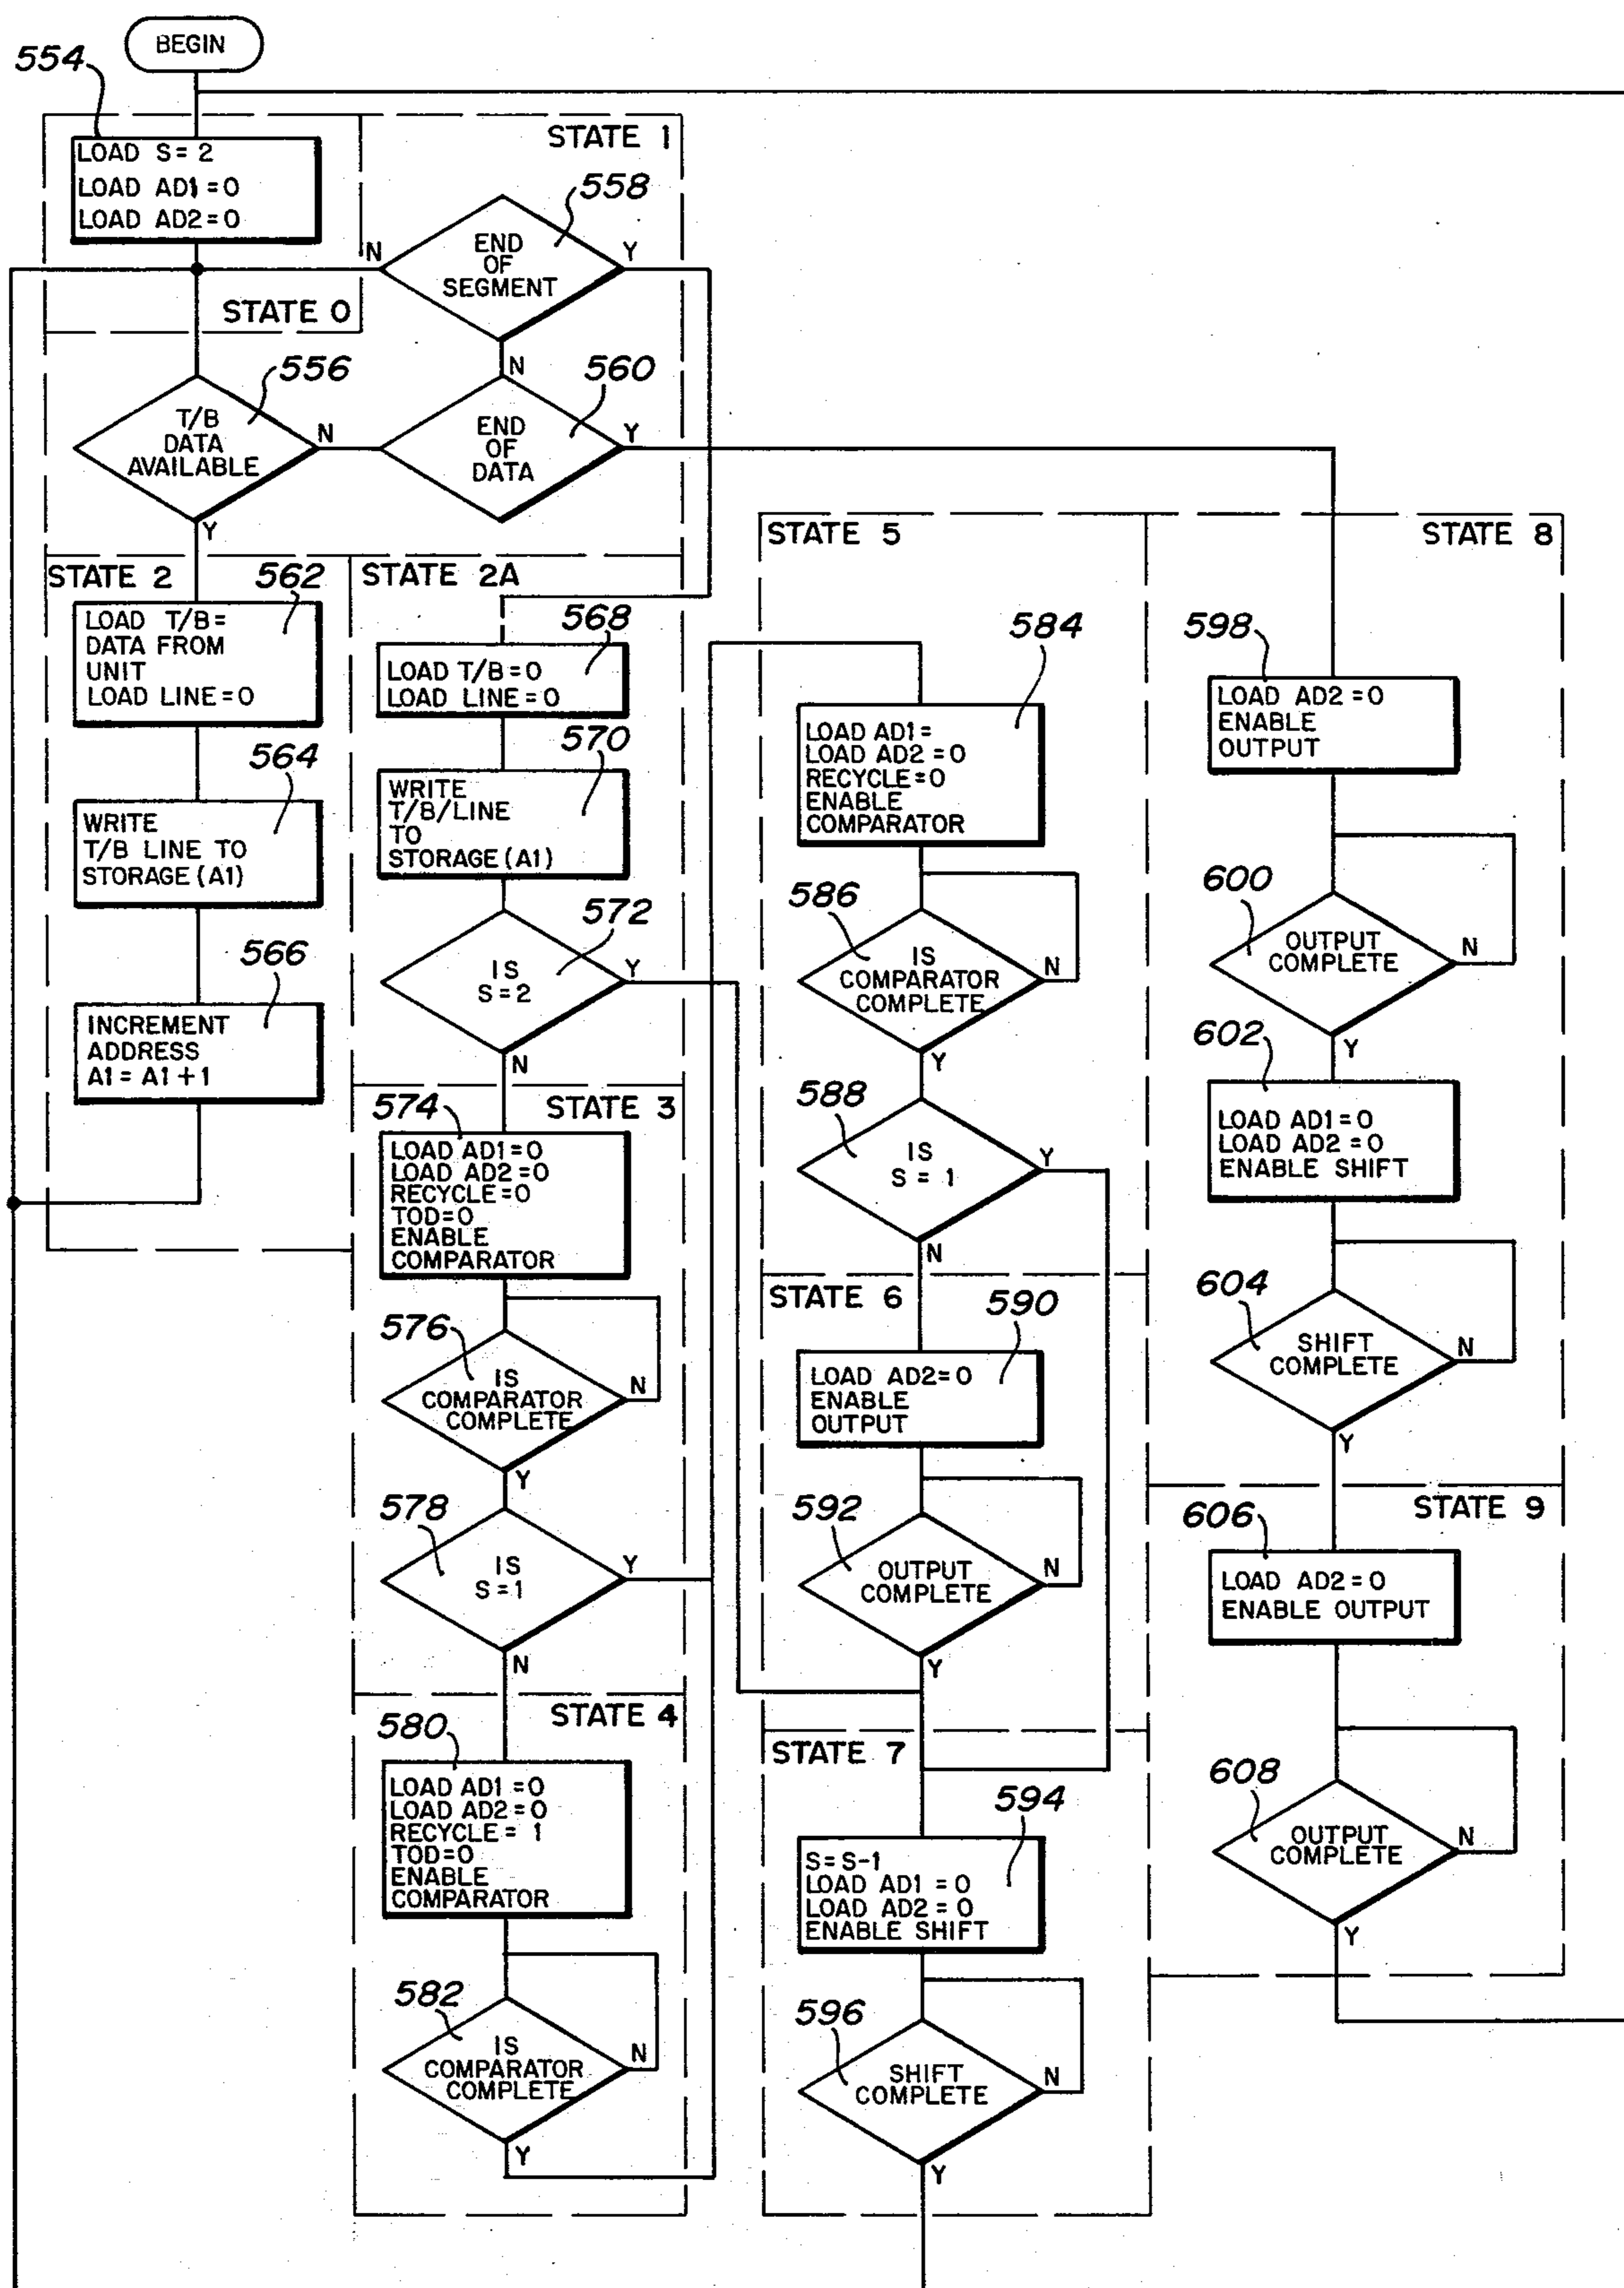 BEGIN
554
LOAD S = 2
LOAD AD1 = 0
LOAD AD2 = 0
STATE 0
STATE 1
558
END
OF
SEGMENT
N
Y
N
556
T/B
DATA
AVAILABLE
N
Y
560
END
OF
DATA
Y
STATE 2
562
LOAD T/B =
DATA FROM
UNIT
LOAD LINE = 0
564
WRITE
T/B LINE TO
STORAGE (A1)
566
INCREMENT
ADDRESS
A1 = A1 + 1
STATE 2A
568
LOAD T/B = 0
LOAD LINE = 0
570
WRITE
T/B/LINE
TO
STORAGE (A1)
572
IS
S = 2
Y
N
STATE 3
574
LOAD AD1 = 0
LOAD AD2 = 0
RECYCLE = 0
TOD = 0
ENABLE
COMPARATOR
576
IS
COMPARATOR
COMPLETE
N
Y
578
IS
S = 1
Y
N
STATE 4
580
LOAD AD1 = 0
LOAD AD2 = 0
RECYCLE = 1
TOD = 0
ENABLE
COMPARATOR
582
IS
COMPARATOR
COMPLETE
N
Y
STATE 5
584
LOAD AD1 =
LOAD AD2 = 0
RECYCLE = 0
ENABLE
COMPARATOR
586
IS
COMPARATOR
COMPLETE
N
Y
588
IS
S = 1
Y
N
STATE 6
590
LOAD AD2 = 0
ENABLE
OUTPUT
592
OUTPUT
COMPLETE
N
Y
STATE 7
594
S = S-1
LOAD AD1 = 0
LOAD AD2 = 0
ENABLE SHIFT
596
SHIFT
COMPLETE
N
Y
STATE 8
598
LOAD AD2 = 0
ENABLE
OUTPUT
600
OUTPUT
COMPLETE
N
Y
602
LOAD AD1 = 0
LOAD AD2 = 0
ENABLE SHIFT
604
SHIFT
COMPLETE
N
Y
STATE 9
606
LOAD AD2 = 0
ENABLE OUTPUT
608
OUTPUT
COMPLETE
N
Y